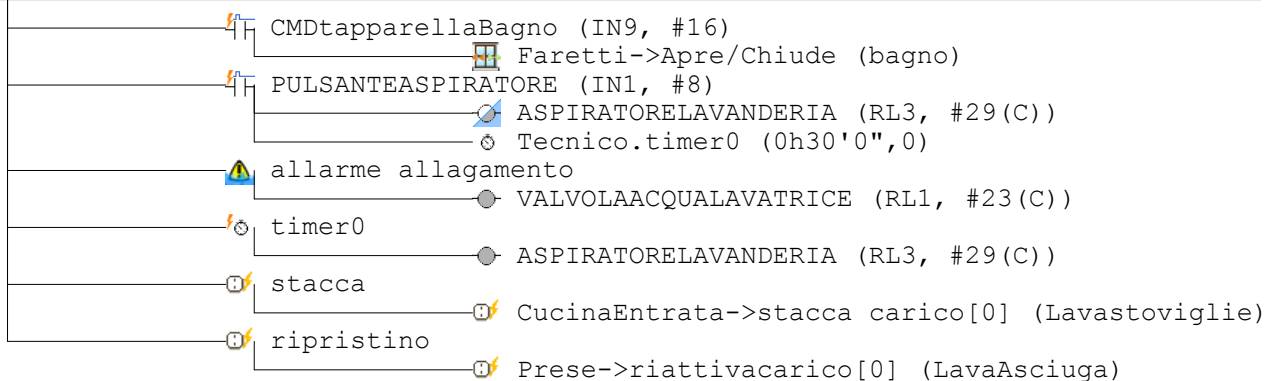 CMDtapparellaBagno (IN9, #16)
Faretti->Apre/Chiude (bagno)
PULSANTEASPIRATORE (IN1, #8)
ASPIRATORELAVANDERIA (RL3, #29(C))
Tecnico.timer0 (0h30'0",0)
allarme allagamento
VALVOLAACQUALAVATRICE (RL1, #23(C))
timer0
ASPIRATORELAVANDERIA (RL3, #29(C))
stacca
CucinaEntrata->stacca carico[0] (Lavastoviglie)
ripristino
Prese->riattivacarico[0] (LavaAsciuga)